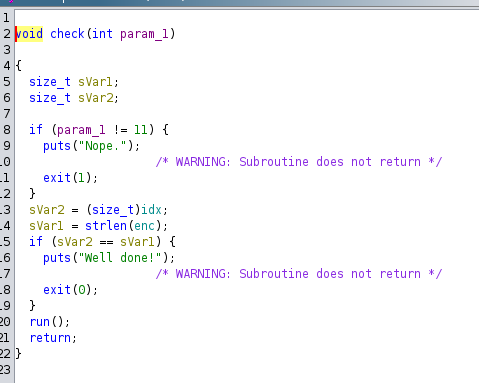 1
2 void check(int param_1)
3
4 {
5 size_t sVar1;
6 size_t sVar2;
7
8 if (param_1 != 11) {
9 puts("Nope.");
10 /* WARNING: Subroutine does not return */
11 exit(1);
12 }
13 sVar2 = (size_t)idx;
14 sVar1 = strlen(enc);
15 if (sVar2 == sVar1) {
16 puts("Well done!");
17 /* WARNING: Subroutine does not return */
18 exit(0);
19 }
20 run();
21 return;
22 }
23